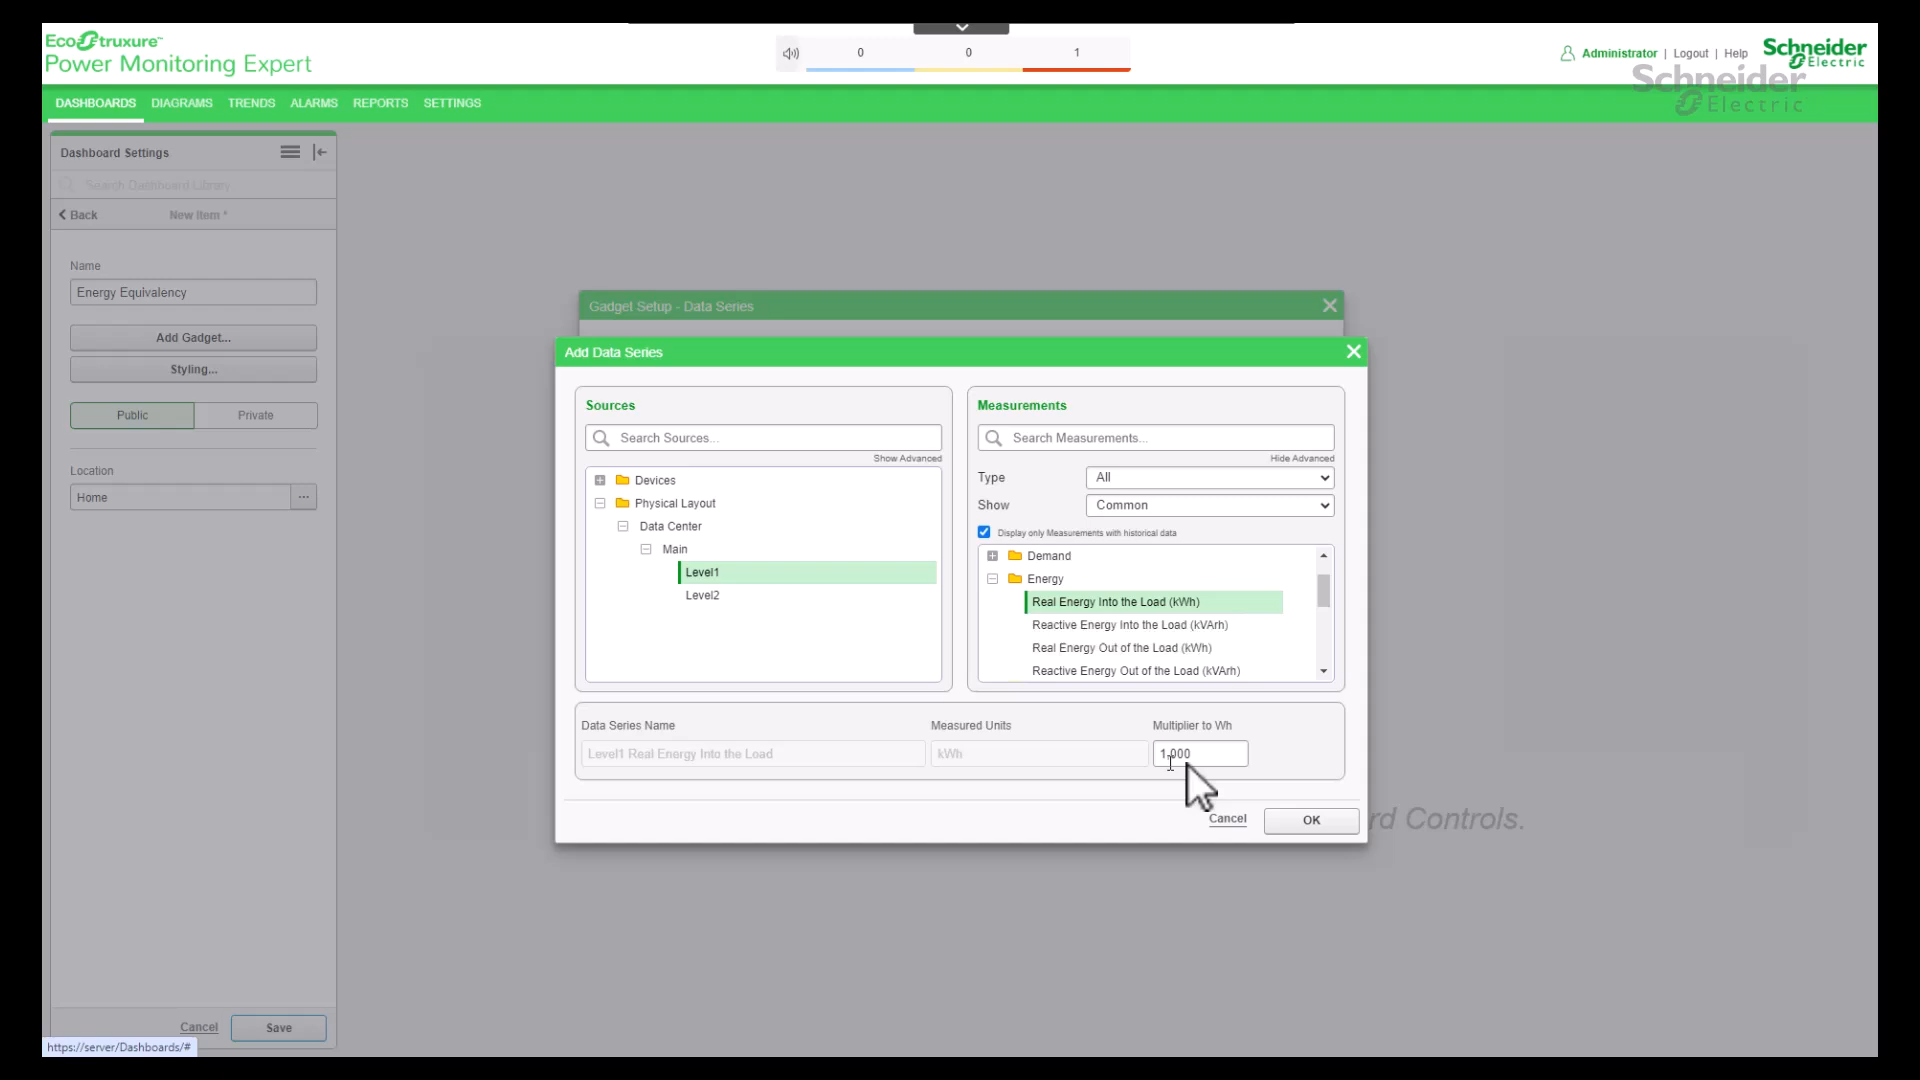 EcoStruxure™
Power Monitoring Expert
0 0 1
Administrator | Logout | Help
Schneider Electric
Schneider Electric
DASHBOARDS DIAGRAMS TRENDS ALARMS REPORTS SETTINGS
Dashboard Settings
Search Dashboard Library
Back New Item *
Name
Energy Equivalency
Add Gadget...
Styling...
Public Private
Location
Home ...
Cancel Save
https://server/Dashboards/#
Gadget Setup - Data Series
Add Data Series
Sources
Search Sources...
Show Advanced
Devices
Physical Layout
Data Center
Main
Level1
Level2
Measurements
Search Measurements...
Hide Advanced
Type All
Show Common
Display only Measurements with historical data
Demand
Energy
Real Energy Into the Load (kWh)
Reactive Energy Into the Load (kVArh)
Real Energy Out of the Load (kWh)
Reactive Energy Out of the Load (kVArh)
Data Series Name Measured Units Multiplier to Wh
Level1 Real Energy Into the Load kWh 1,000
Cancel OK
rd Controls.